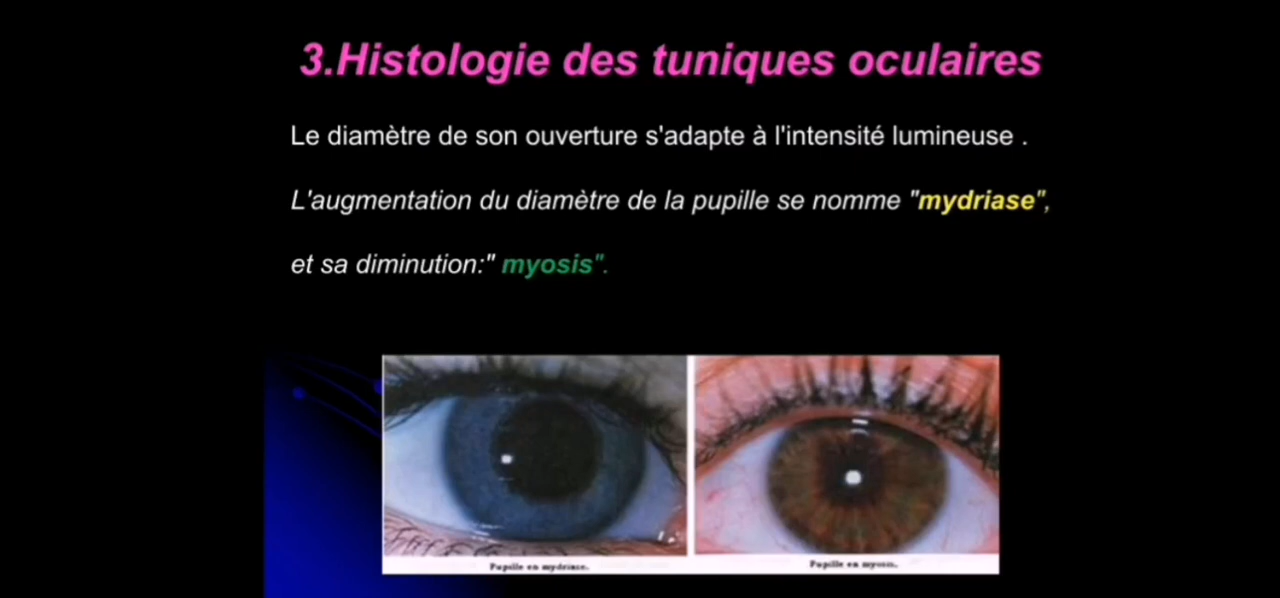 3.Histologie des tuniques oculaires
Le diamètre de son ouverture s'adapte à l'intensité lumineuse .
L'augmentation du diamètre de la pupille se nomme "mydriase",
et sa diminution:" myosis".
Pupille en mydriase.
Pupille en myosis.